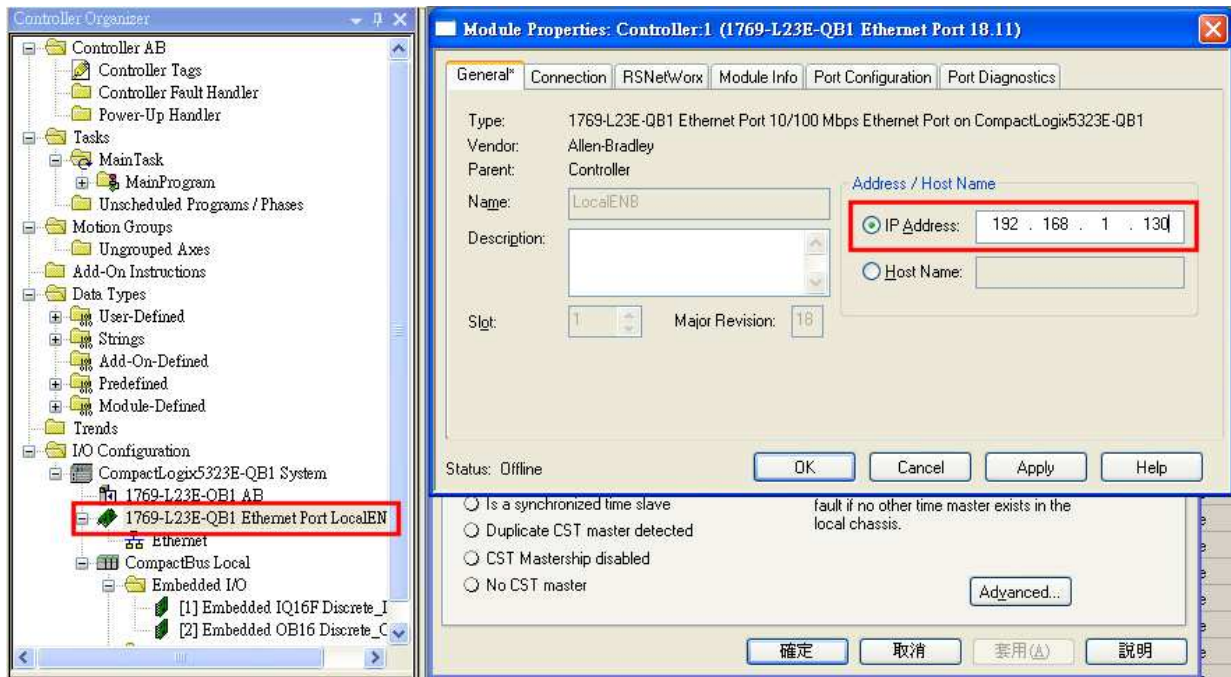 Controller Organizer
Controller AB
Controller Tags
Controller Fault Handler
Power-Up Handler
Tasks
MainTask
MainProgram
Unscheduled Programs / Phases
Motion Groups
Ungrouped Axes
Add-On Instructions
Data Types
User-Defined
Strings
Add-On-Defined
Predefined
Module-Defined
Trends
I/O Configuration
CompactLogix5323E-QB1 System
1769-L23E-QB1 AB
1769-L23E-QB1 Ethernet Port LocalEN
Ethernet
CompactBus Local
Embedded I/O
[1] Embedded IQ16F Discrete_I
[2] Embedded OB16 Discrete_O
Module Properties: Controller:1 (1769-L23E-QB1 Ethernet Port 18.11)
General* Connection RSNetWorx Module Info Port Configuration Port Diagnostics
Type: 1769-L23E-QB1 Ethernet Port 10/100 Mbps Ethernet Port on CompactLogix5323E-QB1
Vendor: Allen-Bradley
Parent: Controller
Name: LocalENB
Description:
Slot: 1 Major Revision: 18
Address / Host Name
IP Address: 192 . 168 . 1 . 130
Host Name:
Status: Offline
OK Cancel Apply Help
Is a synchronized time slave
Duplicate CST master detected
CST Mastership disabled
No CST master
fault if no other time master exists in the
local chassis.
Advanced...
確定 取消 套用(A) 說明